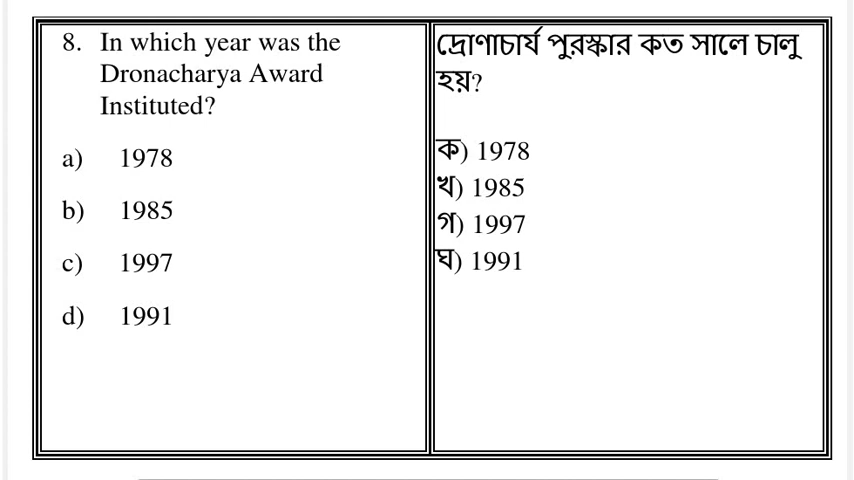 8. In which year was the
Dronacharya Award
Instituted?
a) 1978
b) 1985
c) 1997
d) 1991
দ্রোণাচার্য পুরস্কার কত সালে চালু
হয়?
ক) 1978
খ) 1985
গ) 1997
ঘ) 1991